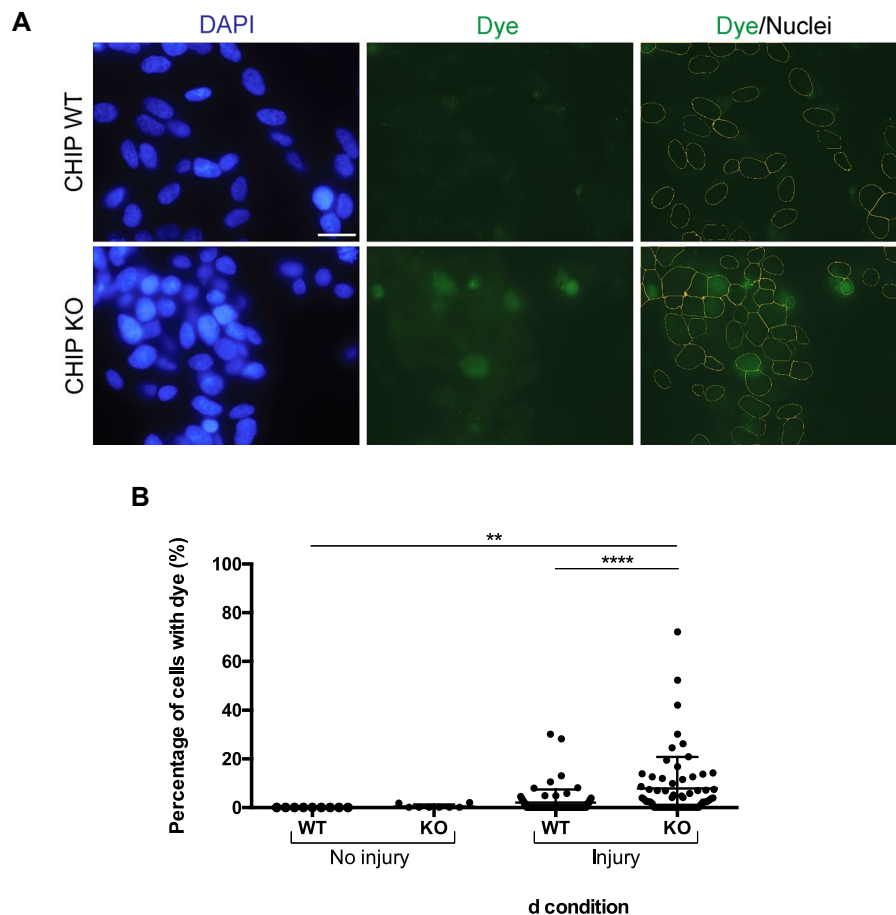 A
DAPI
Dye
Dye/Nuclei
CHIP WT
CHIP KO
B
**
****
Percentage of cells with dye (%)
100
80
60
40
20
0
WT
KO
WT
KO
No injury
Injury
d condition